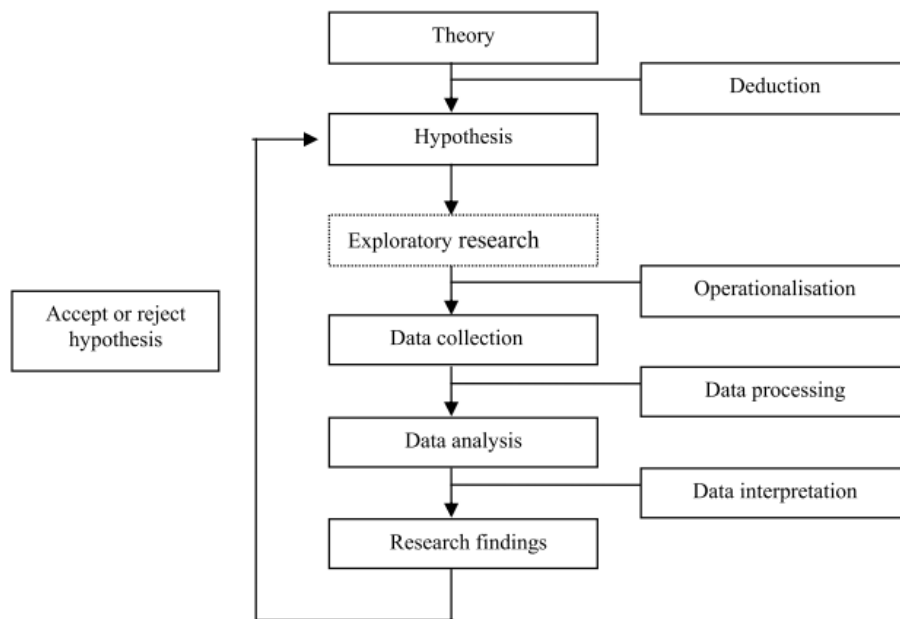 Theory
Deduction
Hypothesis
Exploratory research
Operationalisation
Accept or reject
hypothesis
Data collection
Data processing
Data analysis
Data interpretation
Research findings